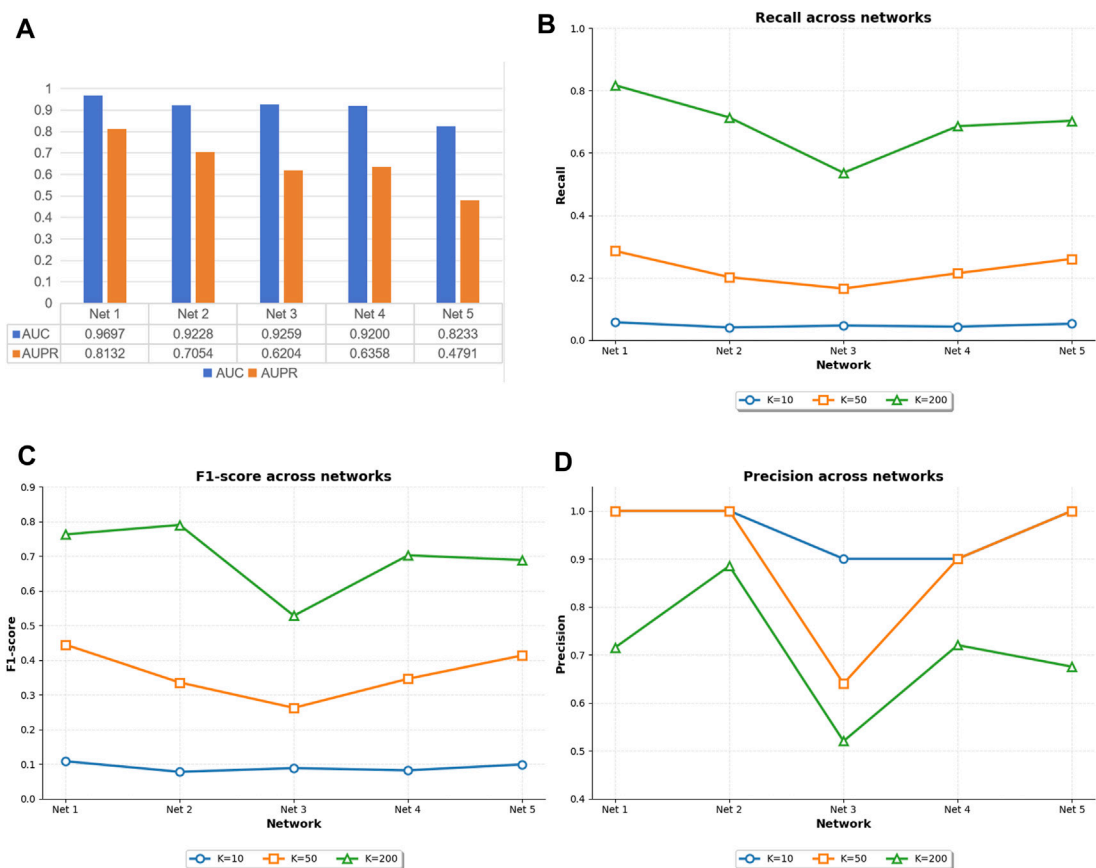 A
1
0.9
0.8
0.7
0.6
0.5
0.4
0.3
0.2
0.1
0
Net 1 Net 2 Net 3 Net 4 Net 5
AUC 0.9697 0.9228 0.9259 0.9200 0.8233
AUPR 0.8132 0.7054 0.6204 0.6358 0.4791
AUC AUPR
B
Recall across networks
1.0
0.8
0.6
0.4
0.2
0.0
Recall
Net 1 Net 2 Net 3 Net 4 Net 5
Network
K=10 K=50 K=200
C
F1-score across networks
0.9
0.8
0.7
0.6
0.5
0.4
0.3
0.2
0.1
0.0
F1-score
Net 1 Net 2 Net 3 Net 4 Net 5
Network
K=10 K=50 K=200
D
Precision across networks
1.0
0.9
0.8
0.7
0.6
0.5
0.4
Precision
Net 1 Net 2 Net 3 Net 4 Net 5
Network
K=10 K=50 K=200